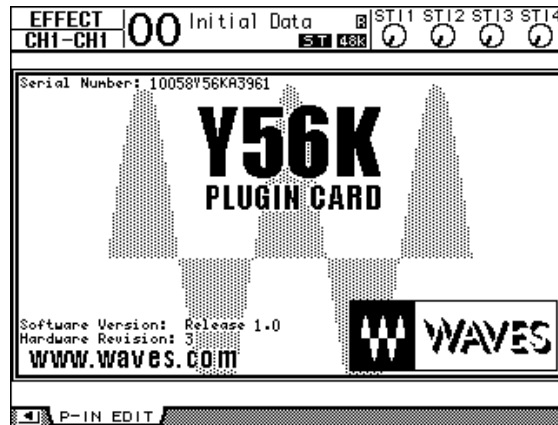 EFFECT
CH1-CH1
00 Initial Data
R
ST 48k
STI1 STI2 STI3 STI4
Serial Number: 10058Y56KA3961
Y56K
PLUGIN CARD
Software Version: Release 1.0
Hardware Revision: 3
www.waves.com
WAVES
P-IN EDIT